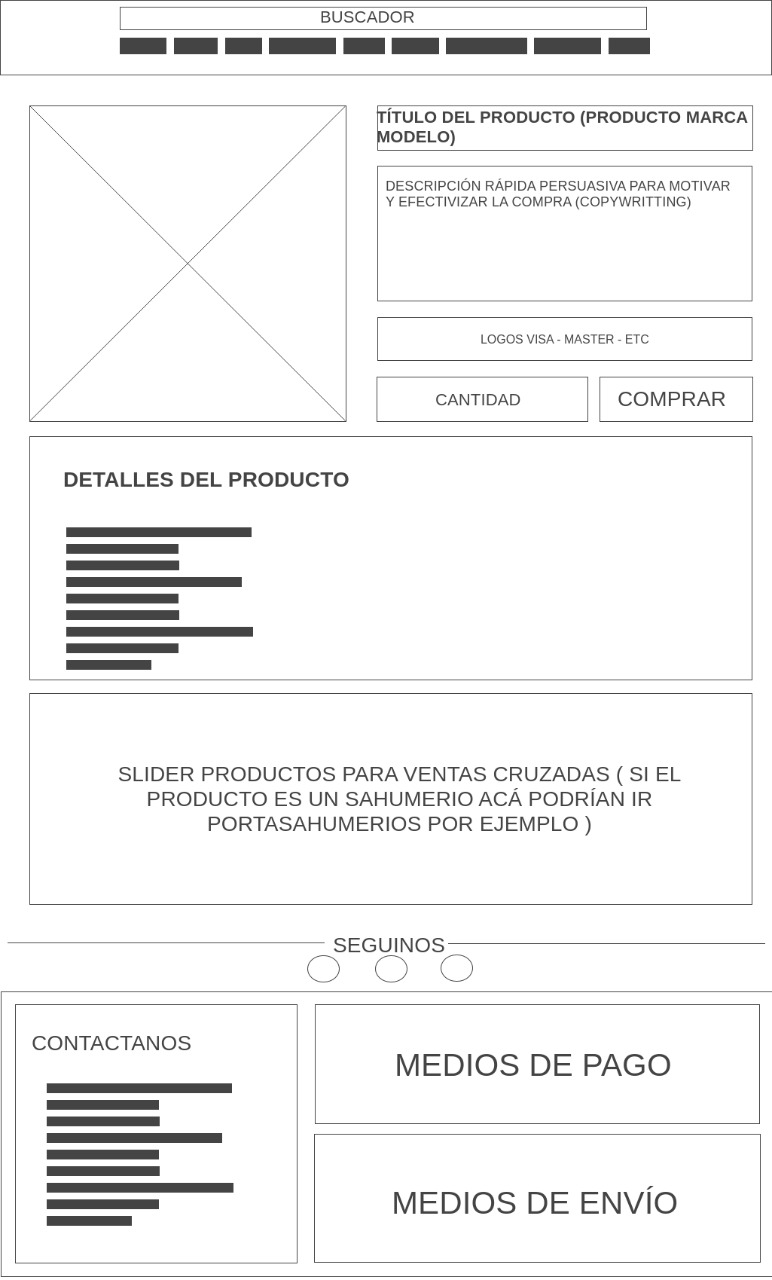 BUSCADOR
TÍTULO DEL PRODUCTO (PRODUCTO MARCA
MODELO)
DESCRIPCIÓN RÁPIDA PERSUASIVA PARA MOTIVAR
Y EFECTIVIZAR LA COMPRA (COPYWRITTING)
LOGOS VISA - MASTER - ETC
CANTIDAD
COMPRAR
DETALLES DEL PRODUCTO
SLIDER PRODUCTOS PARA VENTAS CRUZADAS ( SI EL
PRODUCTO ES UN SAHUMERIO ACÁ PODRÍAN IR
PORTASAHUMERIOS POR EJEMPLO )
SEGUINOS
CONTACTANOS
MEDIOS DE PAGO
MEDIOS DE ENVÍO